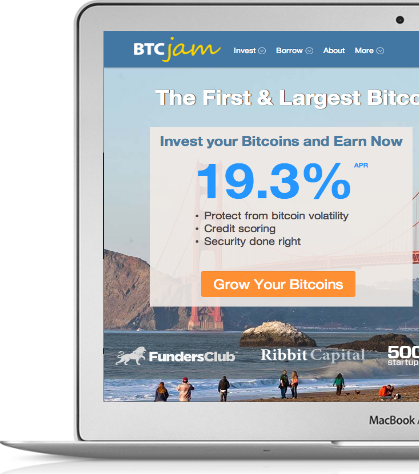 BTCjam Invest Borrow About More
The First & Largest Bitco
Invest your Bitcoins and Earn Now
19.3% APR
• Protect from bitcoin volatility
• Credit scoring
• Security done right
Grow Your Bitcoins
FundersClub Ribbit Capital 500
startup
MacBook A